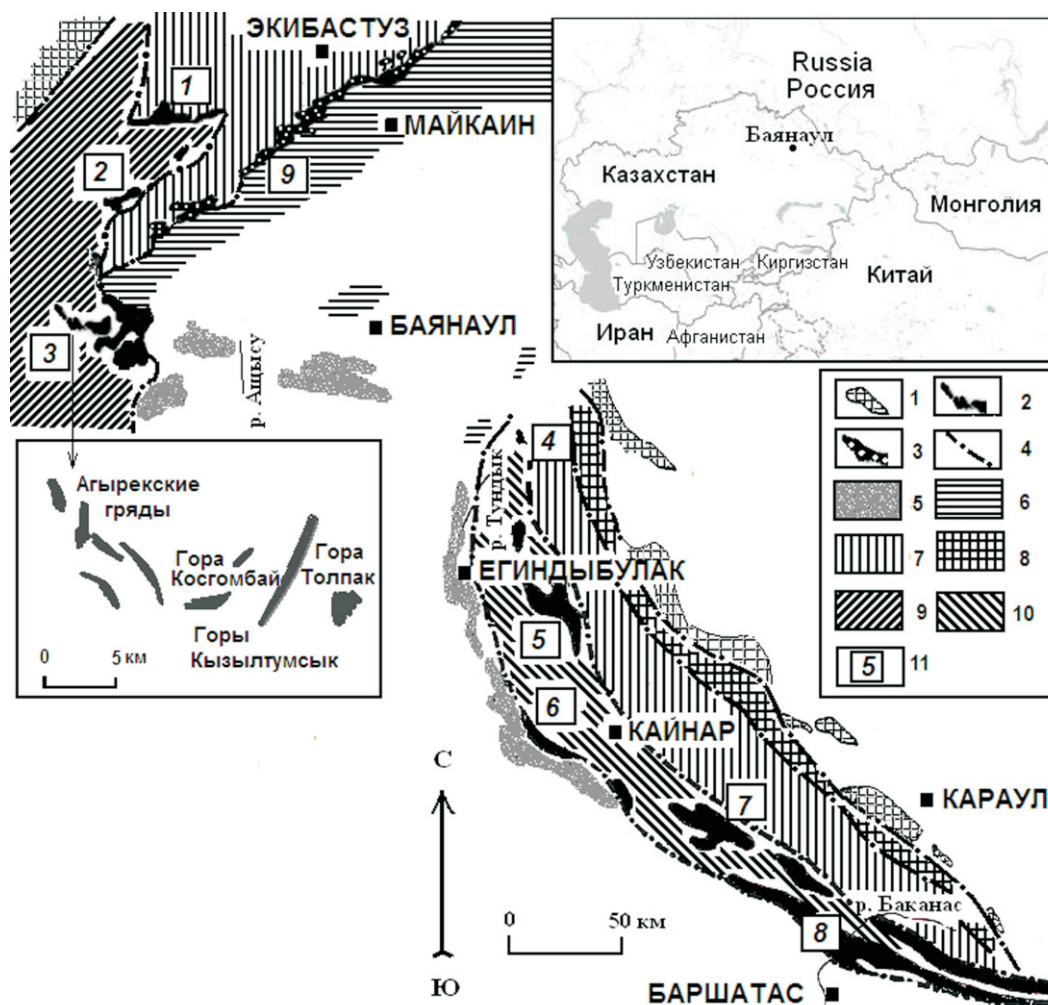 ЭКИБАСТУЗ
1
МАЙКАИН
2
9
БАЯНАУЛ
3
р. Ащысу
Russia
Россия
Баянаул
Казахстан
Монголия
Узбекистан
Киргизстан
Туркменистан
Китай
Иран
Афганистан
Агырекские
гряды
Гора
Косгомбай
Гора
Толпак
Горы
Кызылтумсык
0 5 км
4
р. Тундык
ЕГИНДЫБУЛАК
5
6
КАЙНАР
7
КАРАУЛ
р. Баканас
8
БАРШАТАС
С
Ю
0 50 км
1 2
3 4
5 6
7 8
9 10
5 11